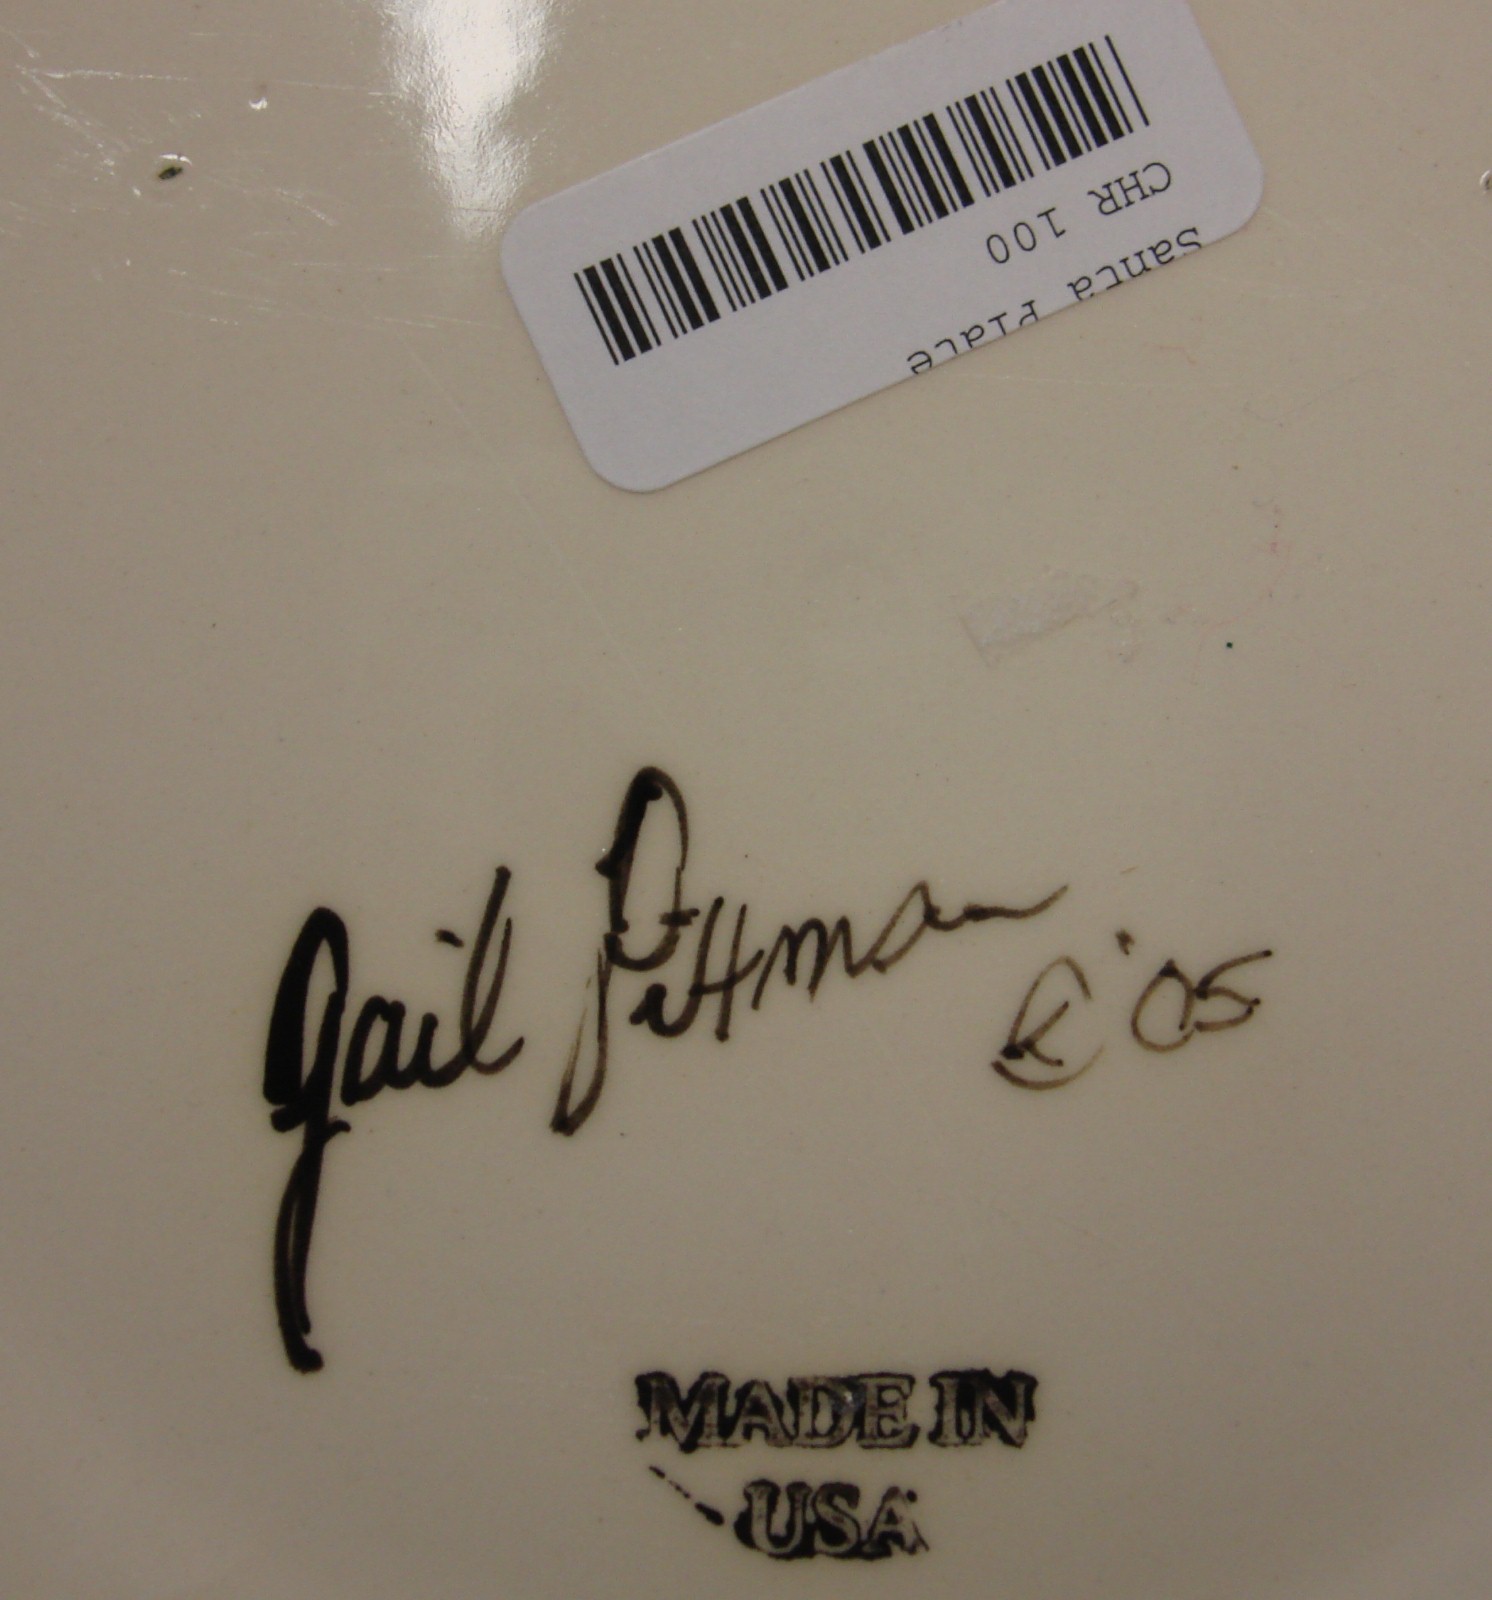 CHR 100
Santa Plate
Gail Pittman
© '05
MADE IN
USA